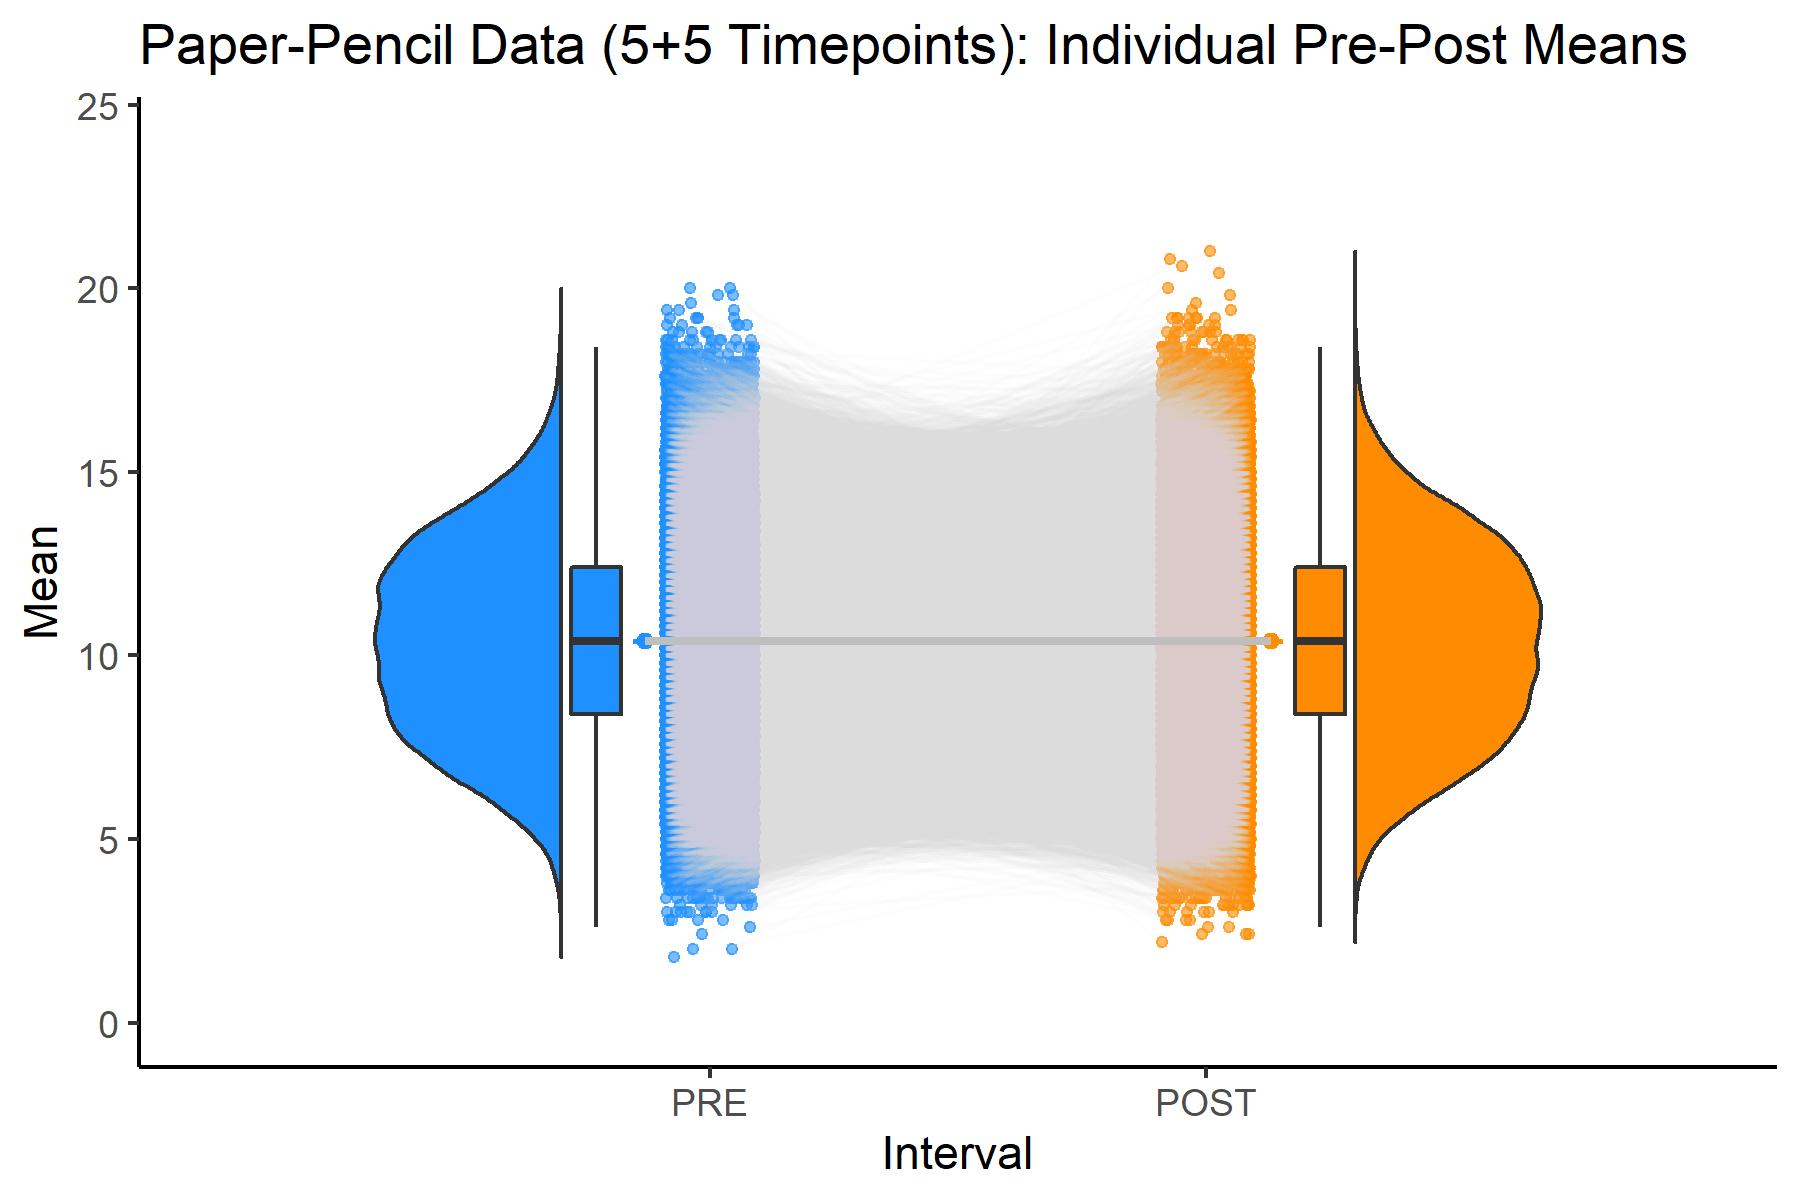 Paper-Pencil Data (5+5 Timepoints): Individual Pre-Post Means
25
20
15
10
5
0
Mean
PRE
POST
Interval